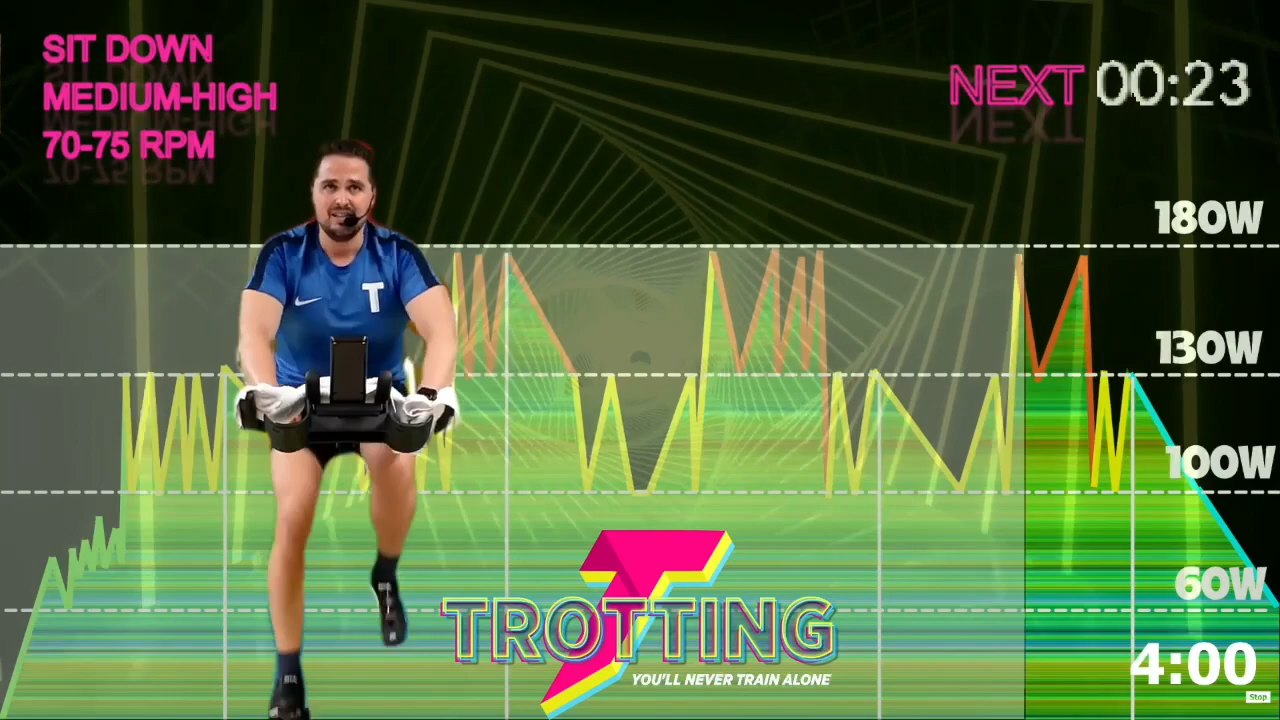 SIT DOWN
MEDIUM-HIGH
70-75 RPM
NEXT 00:23
180W
130W
100W
60W
T
TROTTING
YOU'LL NEVER TRAIN ALONE
4:00
Stop